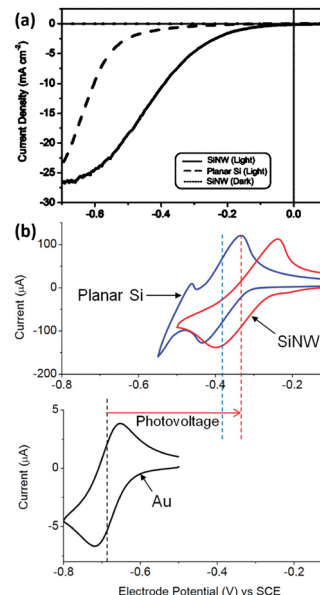 (a)
0
-5
-10
-15
-20
-25
-30
Current Density (mA cm⁻²)
SiNW (Light)
Planar Si (Light)
SiNW (Dark)
-0.6 -0.4 -0.2 0.0
(b)
100
0
-100
-200
Current (µA)
Planar Si
SiNW
-0.8 -0.6 -0.4 -0.2
Photovoltage
5
0
-5
Current (µA)
Au
-0.8 -0.6 -0.4 -0.2
Electrode Potential (V) vs SCE